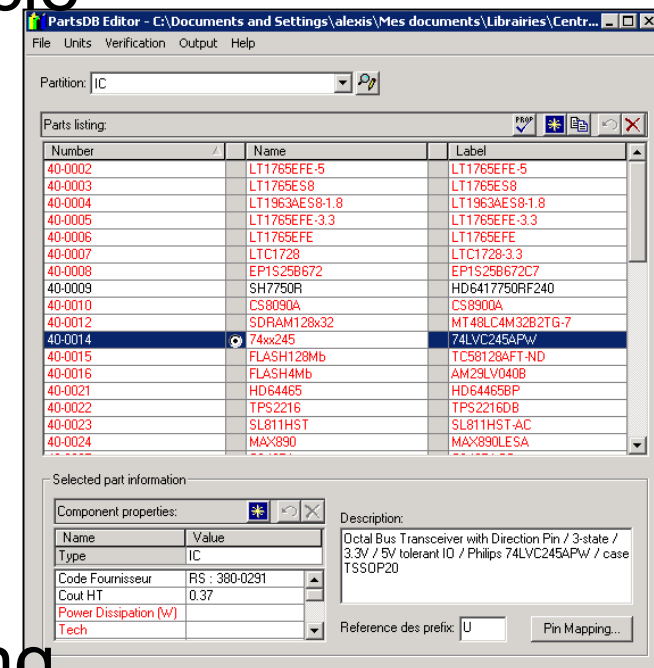 PartsDB Editor - C:\Documents and Settings\alexis\Mes documents\Librairies\Centr...
File Units Verification Output Help
Partition: IC
Parts listing: PROP
Number Name Label
40-0002 LT1765EFE-5 LT1765EFE-5
40-0003 LT1765ES8 LT1765ES8
40-0004 LT1963AES8-1.8 LT1963AES8-1.8
40-0005 LT1765EFE-3.3 LT1765EFE-3.3
40-0006 LT1765EFE LT1765EFE
40-0007 LTC1728 LTC1728-3.3
40-0008 EP1S25B672 EP1S25B672C7
40-0009 SH7750R HD6417750RF240
40-0010 CS8090A CS8900A
40-0012 SDRAM128x32 MT48LC4M32B2TG-7
40-0014 74xx245 74LVC245APW
40-0015 FLASH128Mb TC58128AFT-ND
40-0016 FLASH4Mb AM29LV040B
40-0021 HD64465 HD64465BP
40-0022 TPS2216 TPS2216DB
40-0023 SL811HST SL811HST-AC
40-0024 MAX890 MAX890LESA
Selected part information
Component properties:
Name Value
Type IC
Code Fournisseur RS : 380-0291
Cout HT 0.37
Power Dissipation (W)
Tech
Description:
Octal Bus Transceiver with Direction Pin / 3-state /
3.3V / 5V tolerant IO / Philips 74LVC245APW / case
TSSOP20
Reference des prefix: U Pin Mapping...